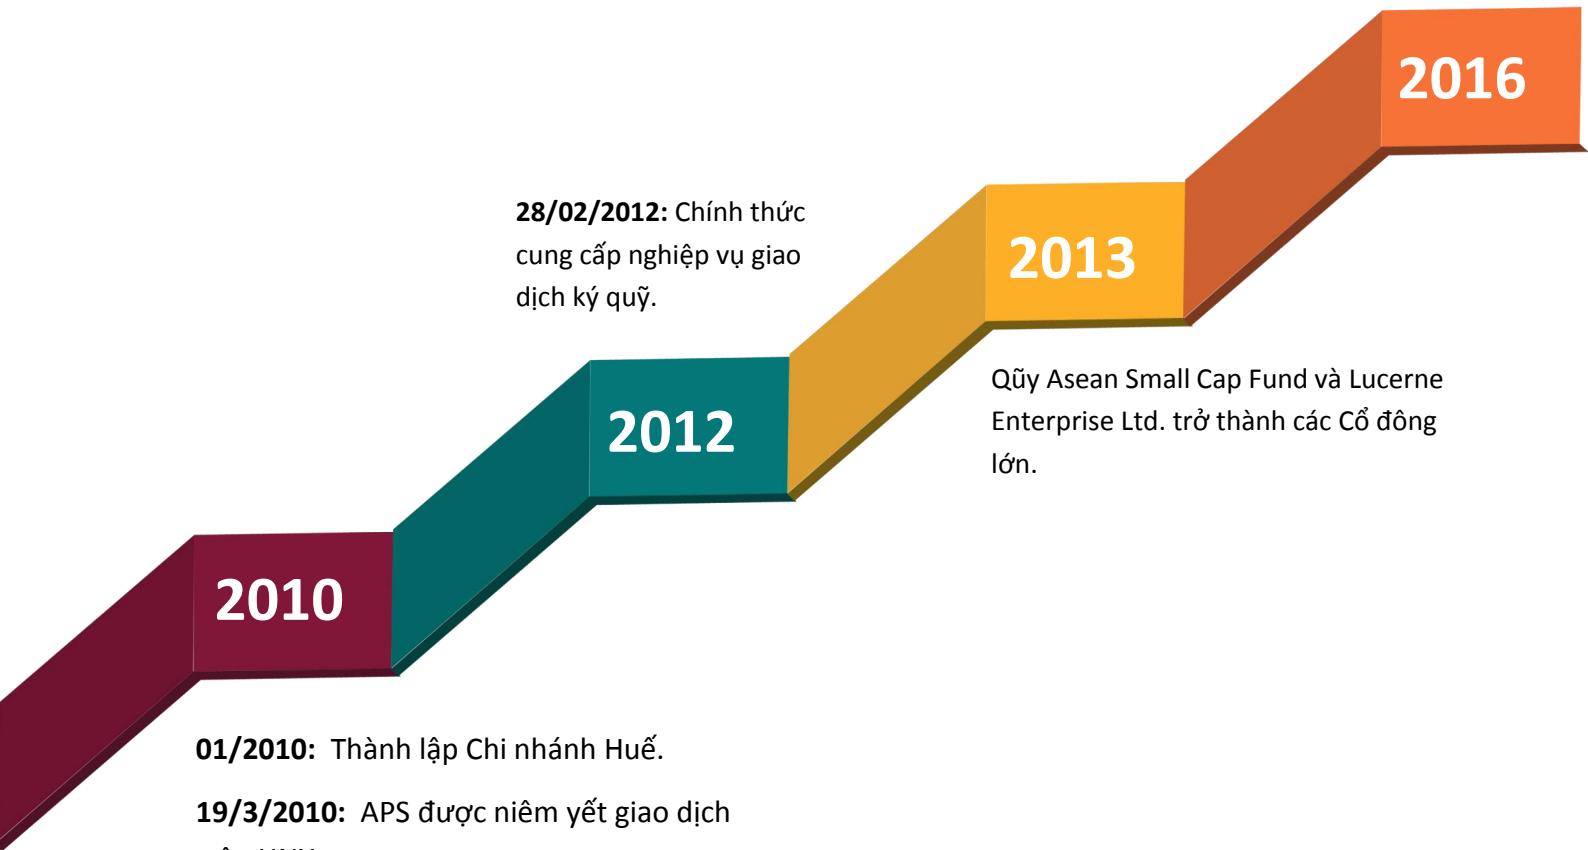 2016
28/02/2012: Chính thức
cung cấp nghiệp vụ giao
dịch ký quỹ.
2013
Qũy Asean Small Cap Fund và Lucerne
Enterprise Ltd. trở thành các Cổ đông
lớn.
2012
2010
01/2010: Thành lập Chi nhánh Huế.
19/3/2010: APS được niêm yết giao dịch